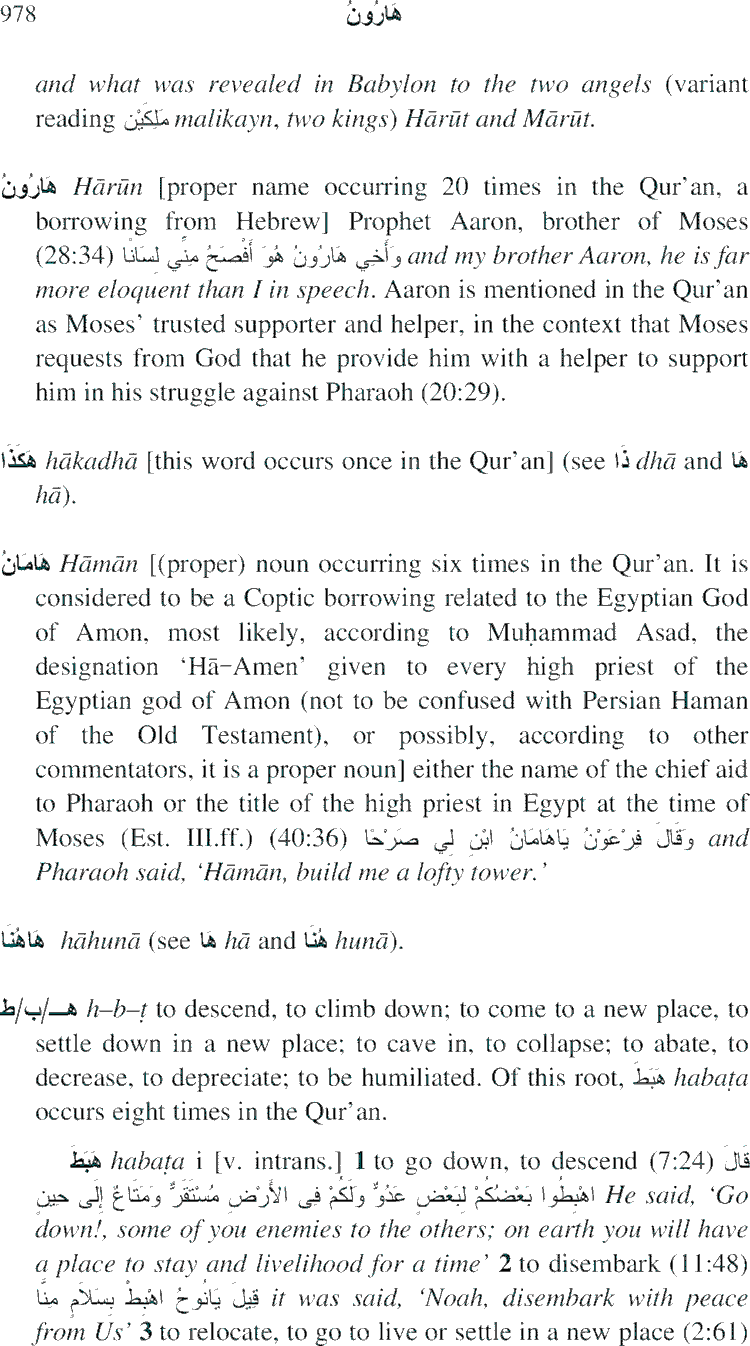 978 هَارُونُ
and what was revealed in Babylon to the two angels (variant
reading مَلِكَيْنِ malikayn, two kings) Hārūt and Mārūt.
هَارُونُ Hārūn [proper name occurring 20 times in the Qur’an, a
borrowing from Hebrew] Prophet Aaron, brother of Moses
(28:34) وَأَخِي هَارُونُ هُوَ أَفْصَحُ مِنِّي لِسَانًا and my brother Aaron, he is far
more eloquent than I in speech. Aaron is mentioned in the Qur’an
as Moses’ trusted supporter and helper, in the context that Moses
requests from God that he provide him with a helper to support
him in his struggle against Pharaoh (20:29).
هَكَذَا hākadhā [this word occurs once in the Qur’an] (see ذَا dhā and هَا
hā).
هَامَانُ Hāmān [(proper) noun occurring six times in the Qur’an. It is
considered to be a Coptic borrowing related to the Egyptian God
of Amon, most likely, according to Muḥammad Asad, the
designation ‘Hā–Amen’ given to every high priest of the
Egyptian god of Amon (not to be confused with Persian Haman
of the Old Testament), or possibly, according to other
commentators, it is a proper noun] either the name of the chief aid
to Pharaoh or the title of the high priest in Egypt at the time of
Moses (Est. III.ff.) (40:36) وَقَالَ فِرْعَوْنُ يَاهَامَانُ ابْنِ لِي صَرْحًا and
Pharaoh said, ‘Hāmān, build me a lofty tower.’
هَاهُنَا hāhunā (see هَا hā and هُنَا hunā).
هـ/ب/ط h–b–ṭ to descend, to climb down; to come to a new place, to
settle down in a new place; to cave in, to collapse; to abate, to
decrease, to depreciate; to be humiliated. Of this root, هَبَطَ habaṭa
occurs eight times in the Qur’an.
هَبَطَ habaṭa i [v. intrans.] 1 to go down, to descend (7:24) قَالَ
اهْبِطُوا بَعْضُكُمْ لِبَعْضٍ عَدُوٌّ وَلَكُمْ فِى الأَرْضِ مُسْتَقَرٌّ وَمَتَاعٌ إِلَى حِينٍ He said, ‘Go
down!, some of you enemies to the others; on earth you will have
a place to stay and livelihood for a time’ 2 to disembark (11:48)
قِيلَ يَانُوحُ اهْبِطْ بِسَلاَمٍ مِنَّا it was said, ‘Noah, disembark with peace
from Us’ 3 to relocate, to go to live or settle in a new place (2:61)